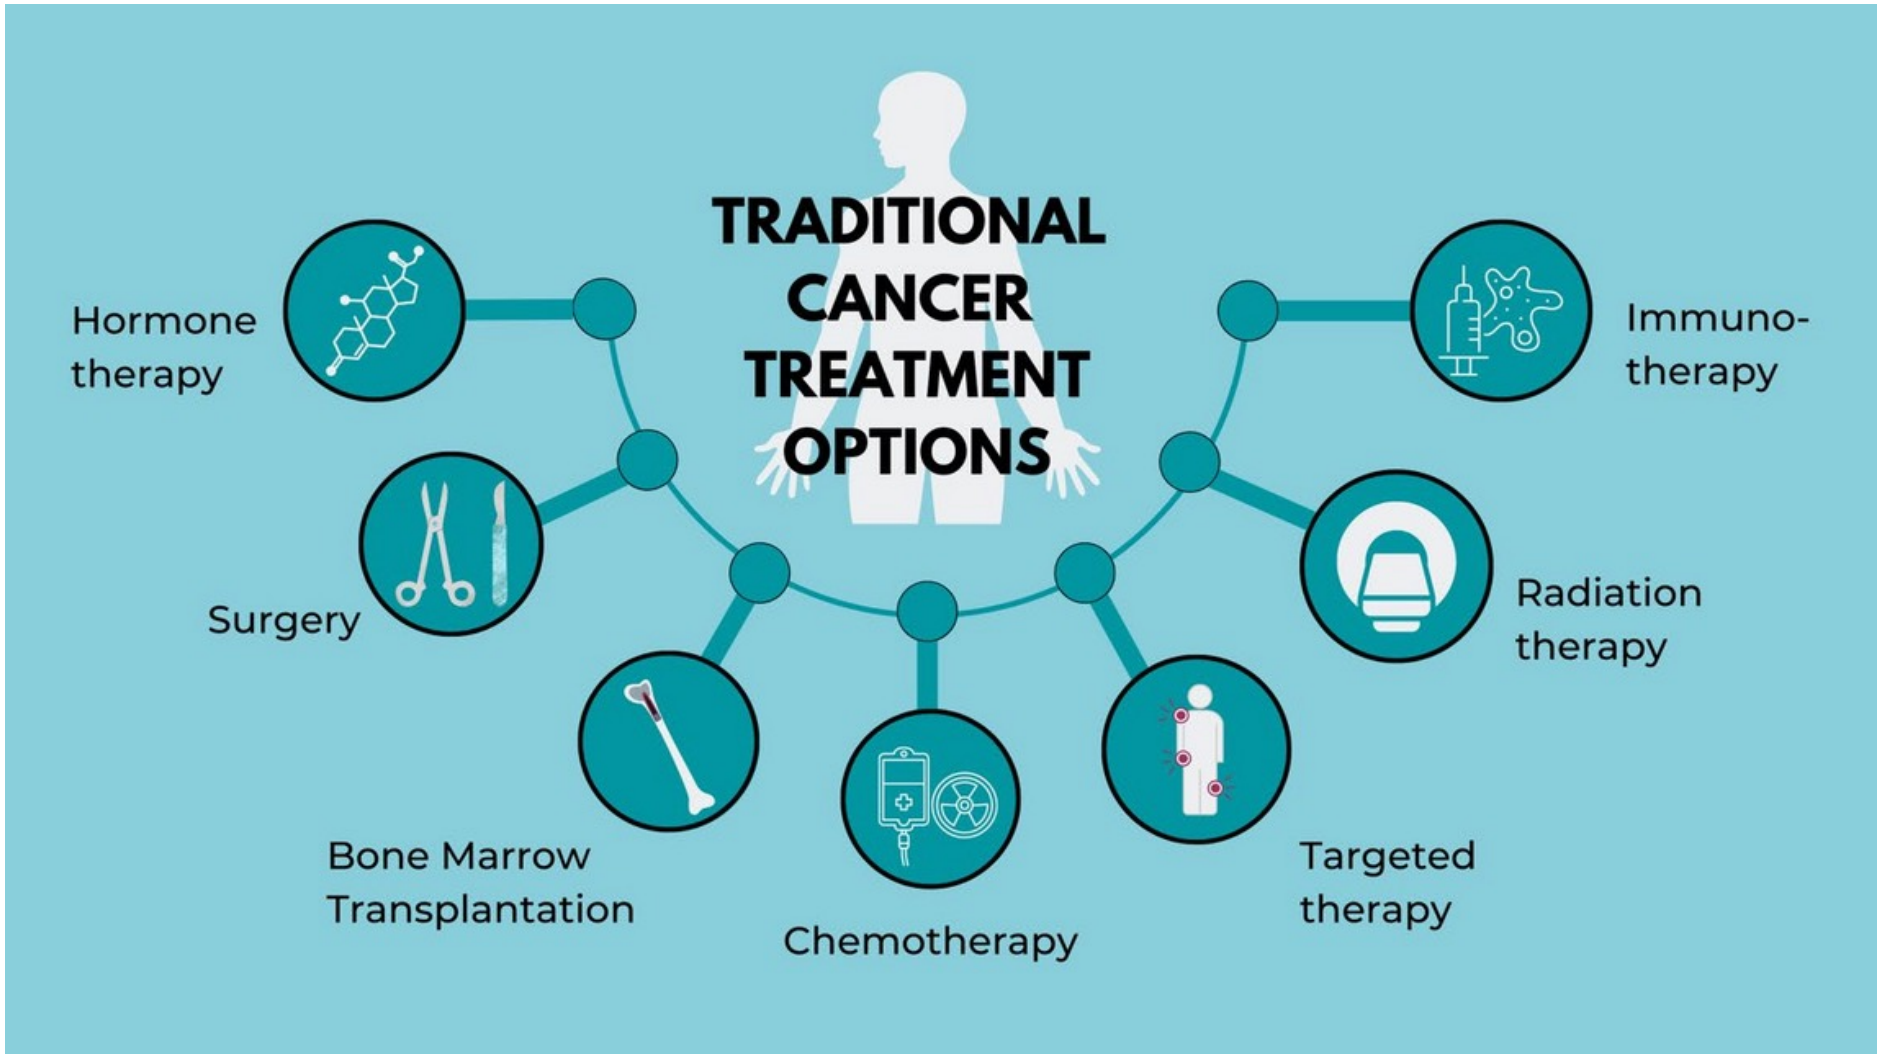 TRADITIONAL
CANCER
TREATMENT
OPTIONS
Hormone
therapy
Surgery
Bone Marrow
Transplantation
Chemotherapy
Targeted
therapy
Radiation
therapy
Immuno-
therapy